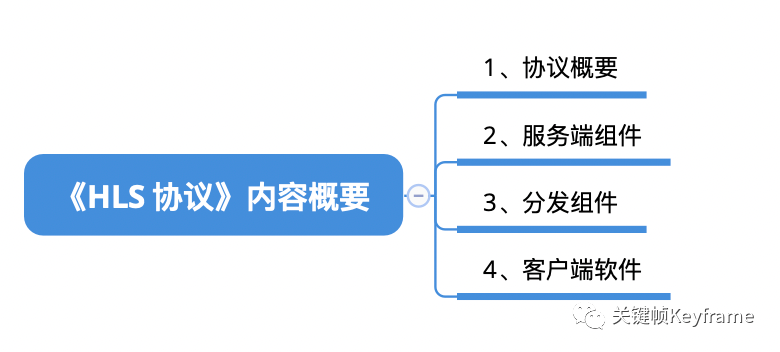 1、协议概要
2、服务端组件
《HLS 协议》内容概要
3、分发组件
4、客户端软件
关键帧Keyframe